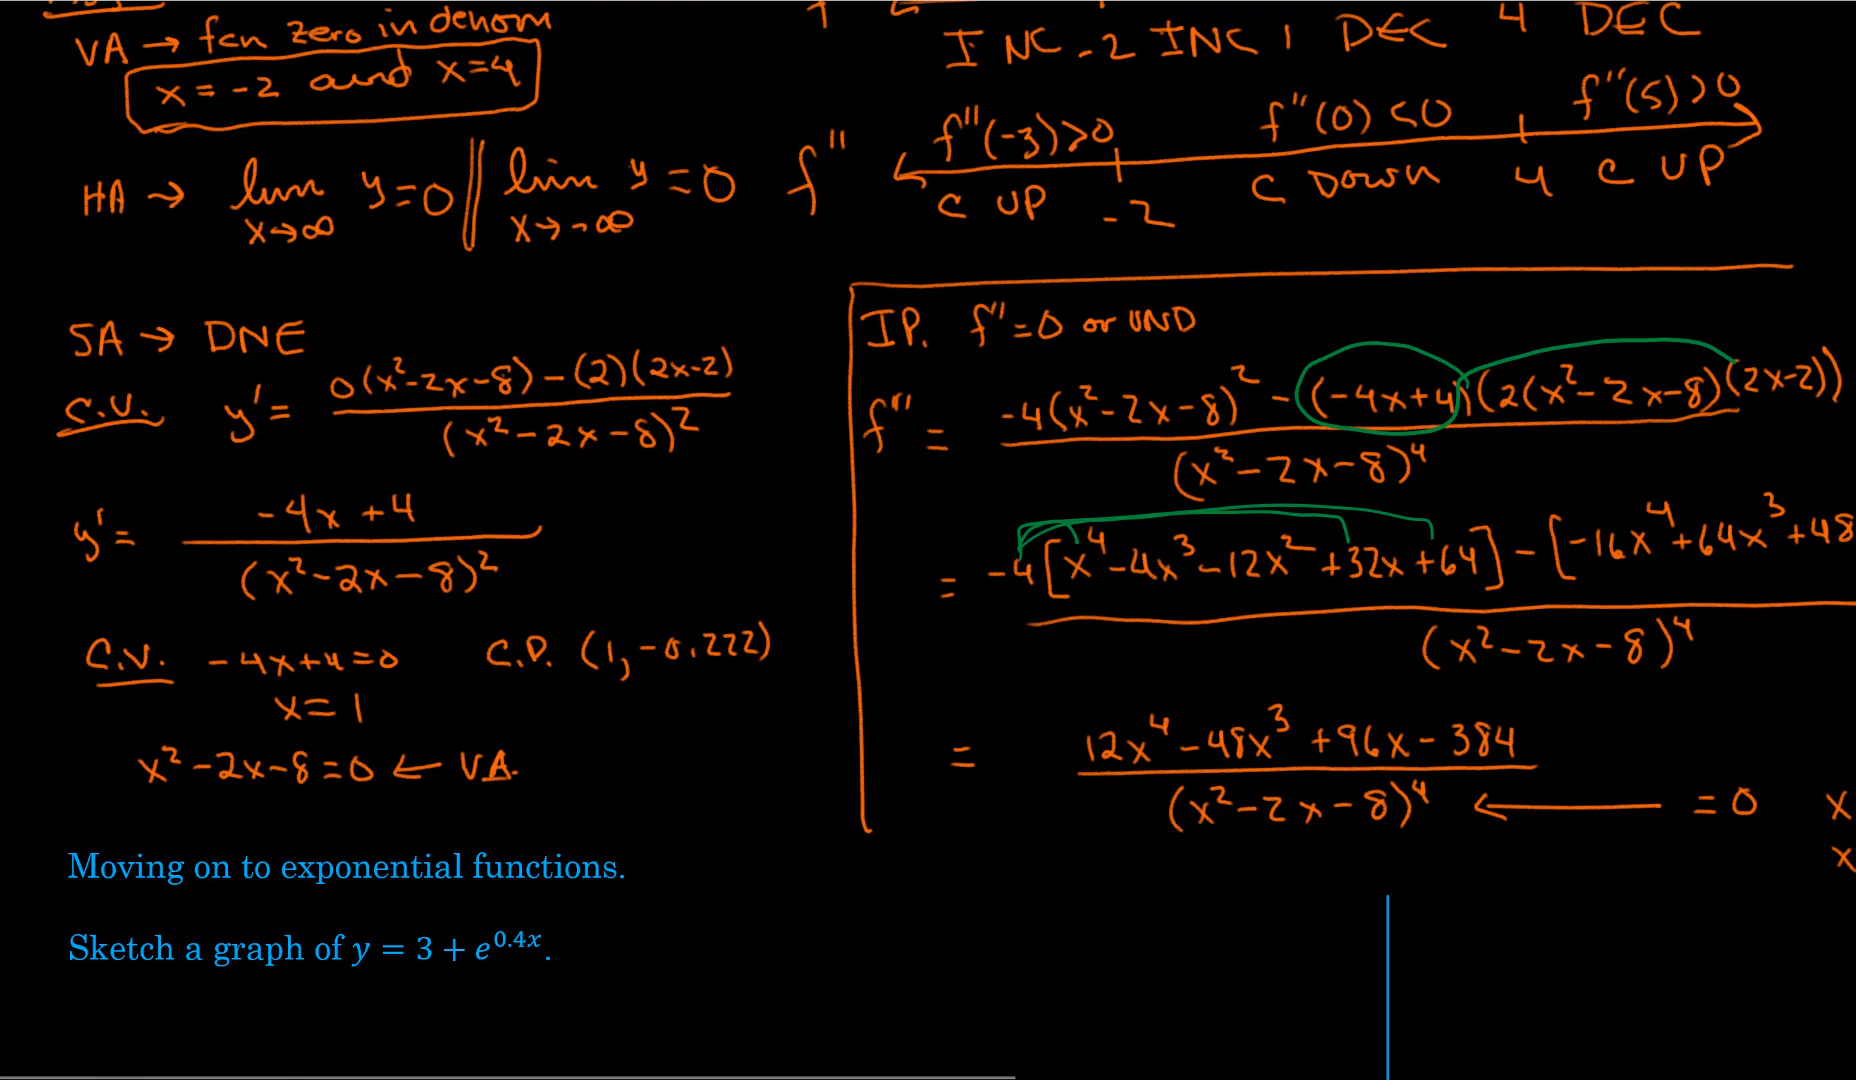 VA → fcn zero in denom
x = -2 and x=4
HA → lim x→∞ y=0 || lim x→-∞ y=0
SA → DNE
C.V. y' = 0(x²-2x-8) - (2)(2x-2) / (x²-2x-8)²
y' = -4x+4 / (x²-2x-8)²
C.V. -4x+4=0 C.P. (1, -0.222)
x=1
x²-2x-8=0 ← VA.
INC -2 INC 1 DEC 4 DEC
f''(-3)>0 f''(0)<0 f''(5)>0
f''
C UP -2 C DOWN 4 C UP
I.P. f''=0 or UND
f'' = -4(x²-2x-8)² - (-4x+4)(2(x²-2x-8)(2x-2)) / (x²-2x-8)⁴
= -4[x⁴-4x³-12x²+32x+64] - [-16x⁴+64x³+48 / (x²-2x-8)⁴
= 12x⁴-48x³+96x-384 / (x²-2x-8)⁴ ← =0 x
x
Moving on to exponential functions.
Sketch a graph of y = 3 + e^{0.4x}.